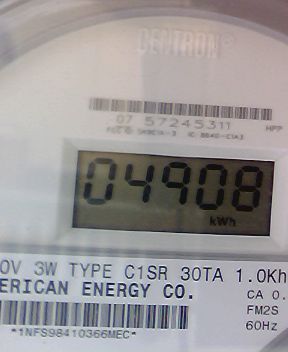 CENTRON®
07 57245311
HPP
04908
kWh
0V 3W TYPE C1SR 30TA 1.0Kh
ERICAN ENERGY CO.
CA 0.
FM2S
60Hz
*1NFS98410366MEC*